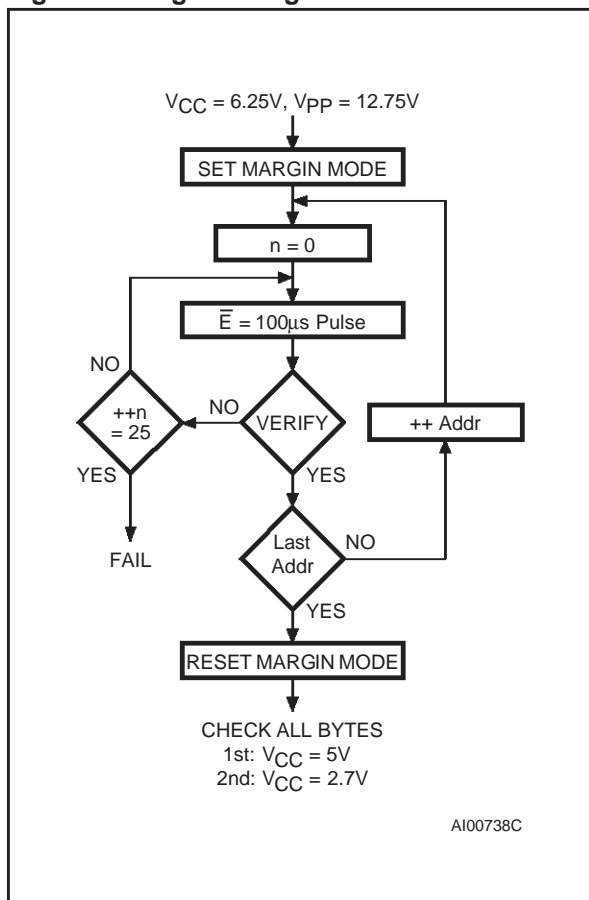 VCC = 6.25V, VPP = 12.75V
SET MARGIN MODE
n = 0
E̅ = 100µs Pulse
NO
++n
= 25
NO
VERIFY
++ Addr
YES
YES
FAIL
Last
Addr
NO
YES
RESET MARGIN MODE
CHECK ALL BYTES
1st: VCC = 5V
2nd: VCC = 2.7V
AI00738C